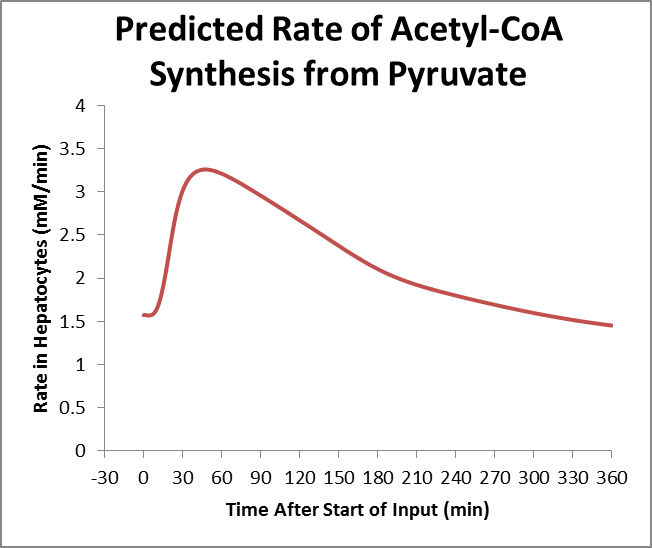 Predicted Rate of Acetyl-CoA
Synthesis from Pyruvate
4
3.5
3
2.5
2
1.5
1
0.5
0
Rate in Hepatocytes (mM/min)
-30 0 30 60 90 120 150 180 210 240 270 300 330 360
Time After Start of Input (min)